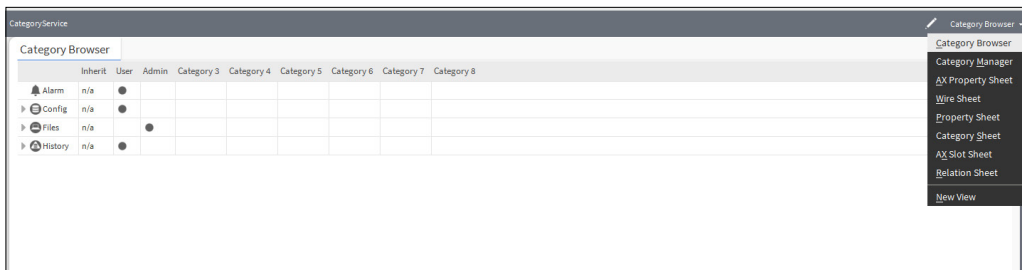 CategoryService
Category Browser
Category Browser
Inherit User Admin Category 3 Category 4 Category 5 Category 6 Category 7 Category 8
Alarm n/a
Config n/a
Files n/a
History n/a
Category Browser
Category Manager
AX Property Sheet
Wire Sheet
Property Sheet
Category Sheet
AX Slot Sheet
Relation Sheet
New View